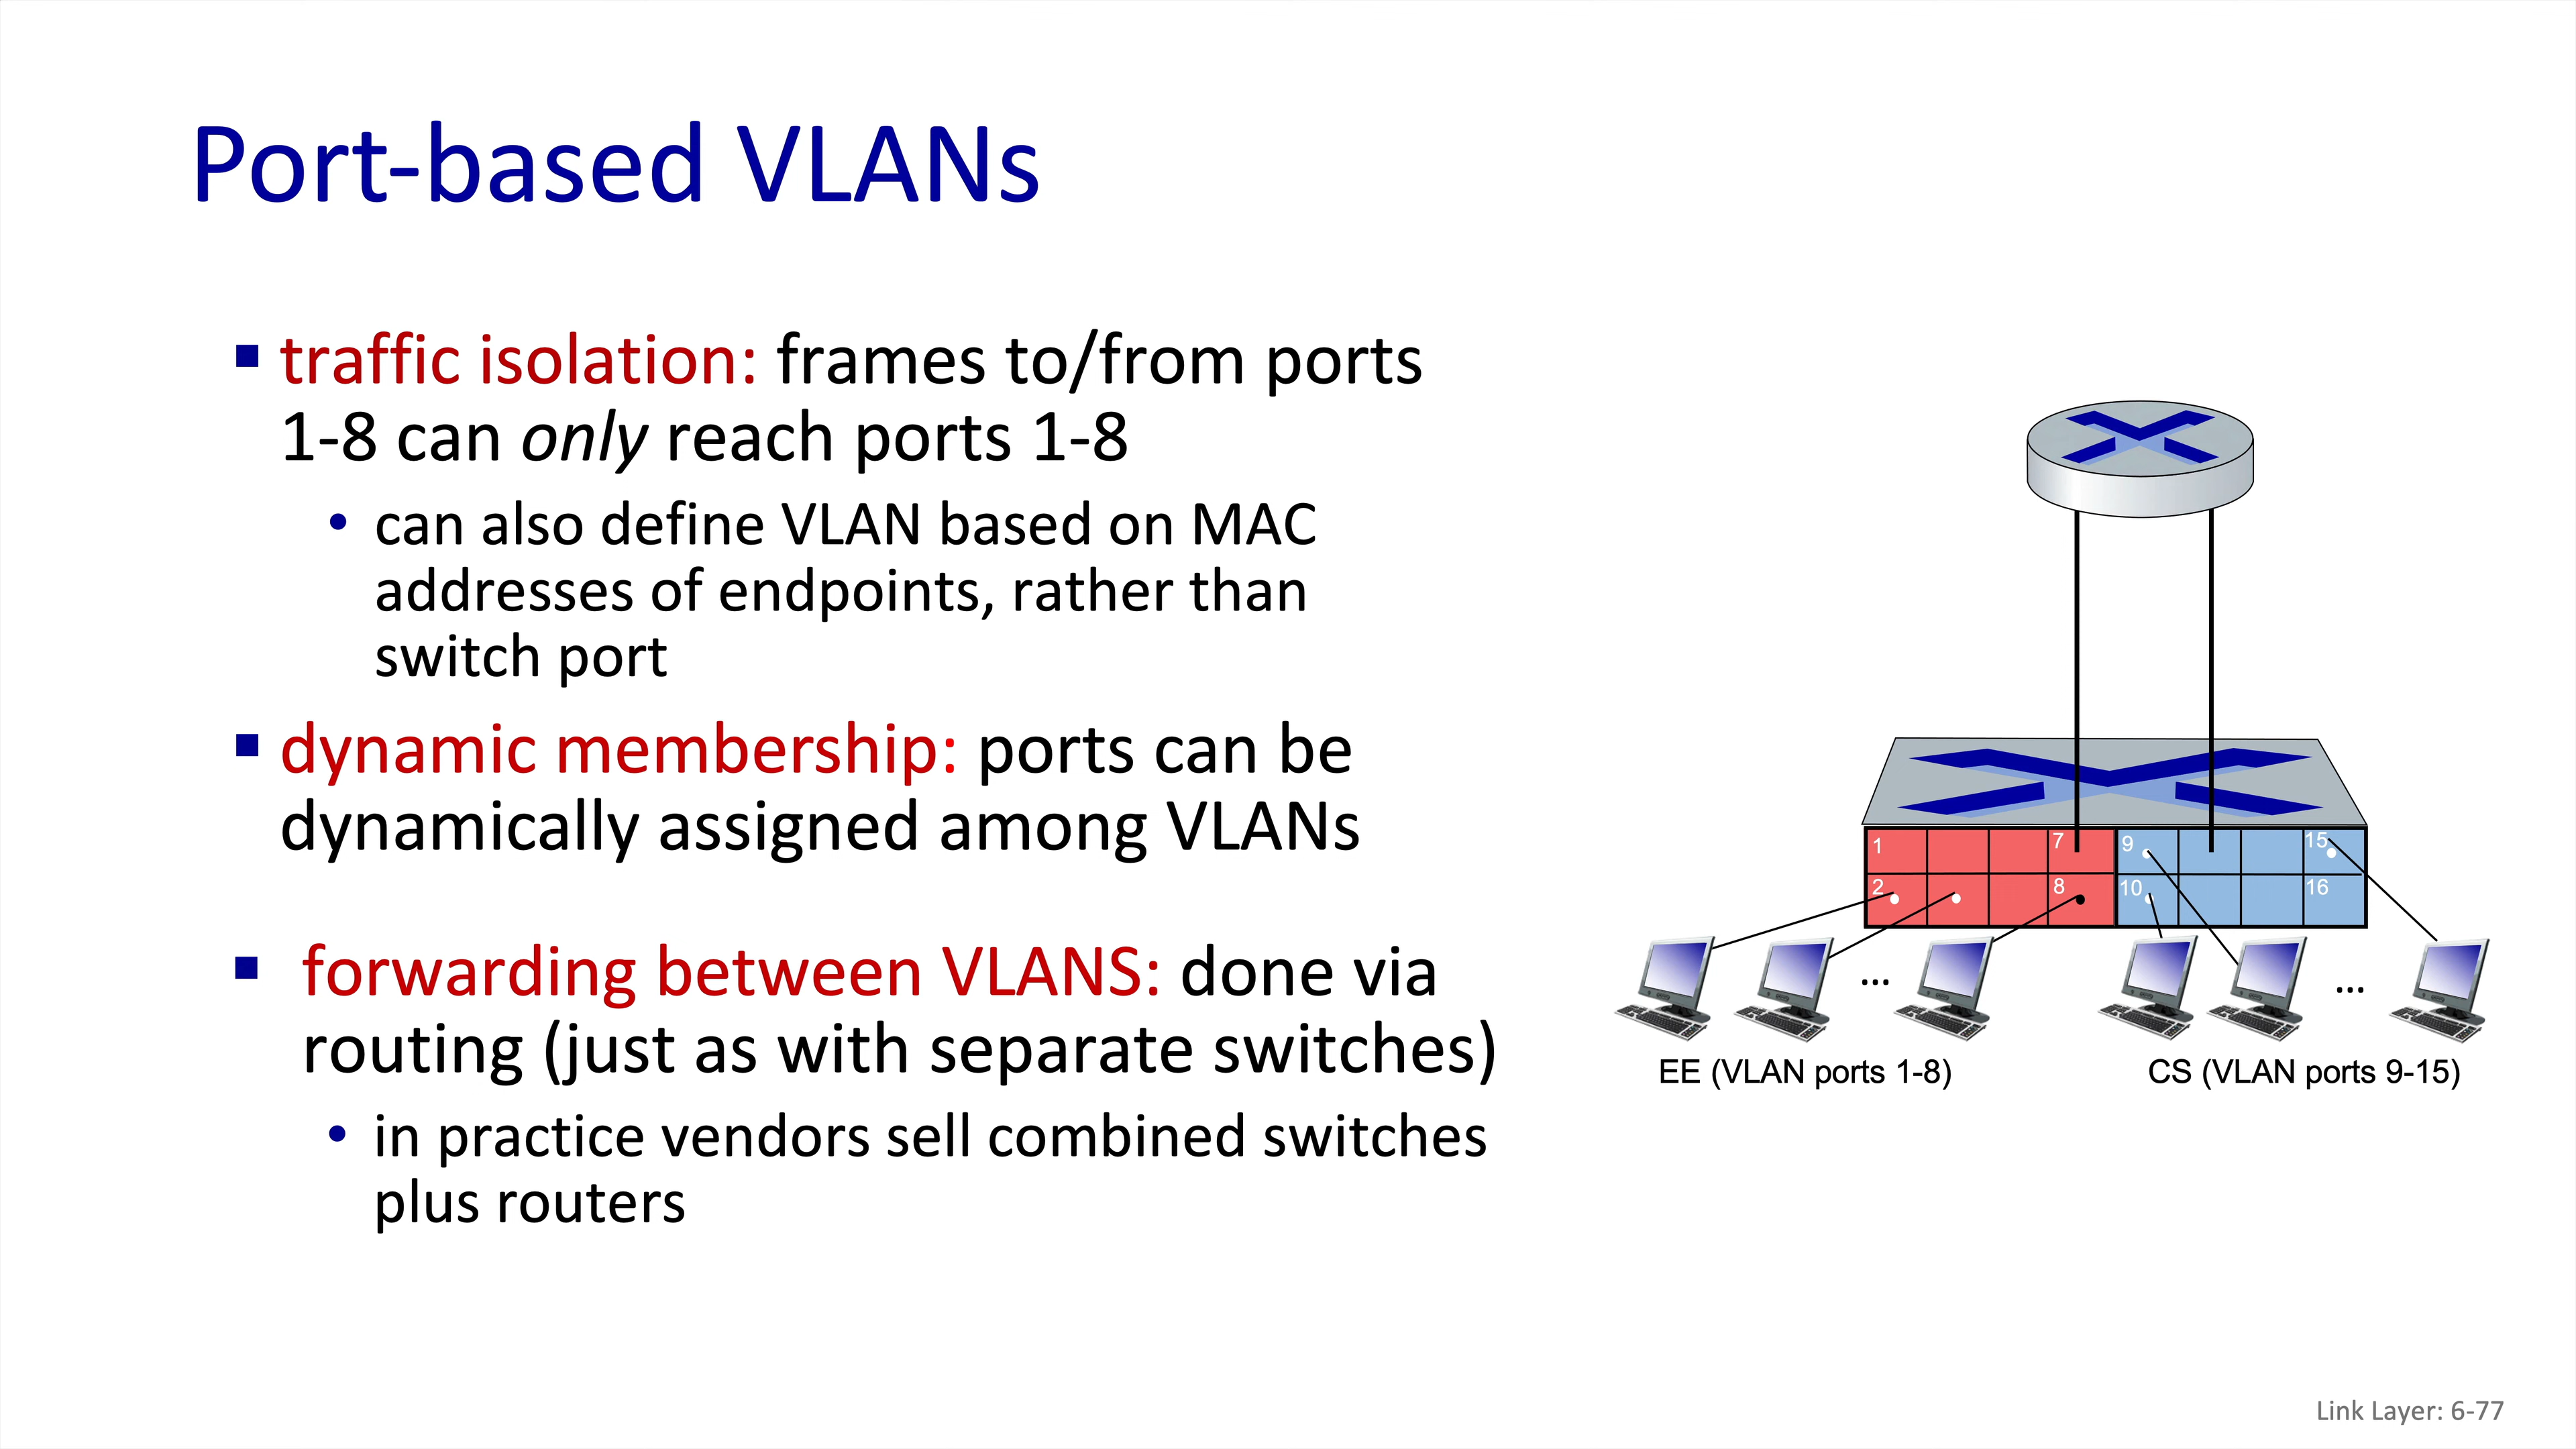 Port-based VLANs
▪ traffic isolation: frames to/from ports
1-8 can only reach ports 1-8
• can also define VLAN based on MAC
addresses of endpoints, rather than
switch port
▪ dynamic membership: ports can be
dynamically assigned among VLANs
▪ forwarding between VLANS: done via
routing (just as with separate switches)
• in practice vendors sell combined switches
plus routers
1 7 9 15
2 8 10 16
... ...
EE (VLAN ports 1-8) CS (VLAN ports 9-15)
Link Layer: 6-77